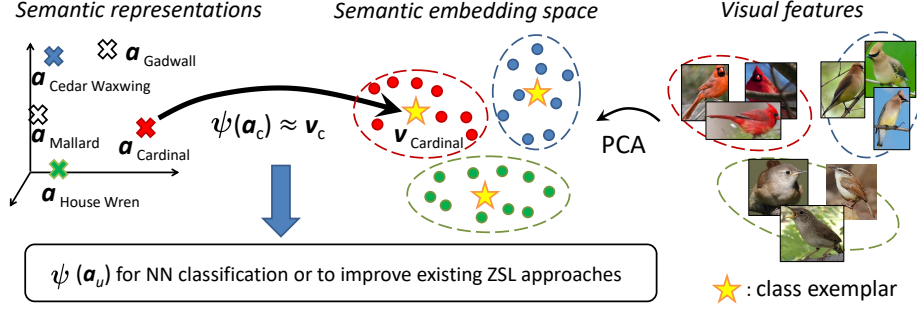 Semantic representations
Semantic embedding space
Visual features
a Gadwall
a Cedar Waxwing
a Mallard
a Cardinal
a House Wren
ψ(a_c) ≈ v_c
v Cardinal
PCA
ψ (a_u) for NN classification or to improve existing ZSL approaches
: class exemplar